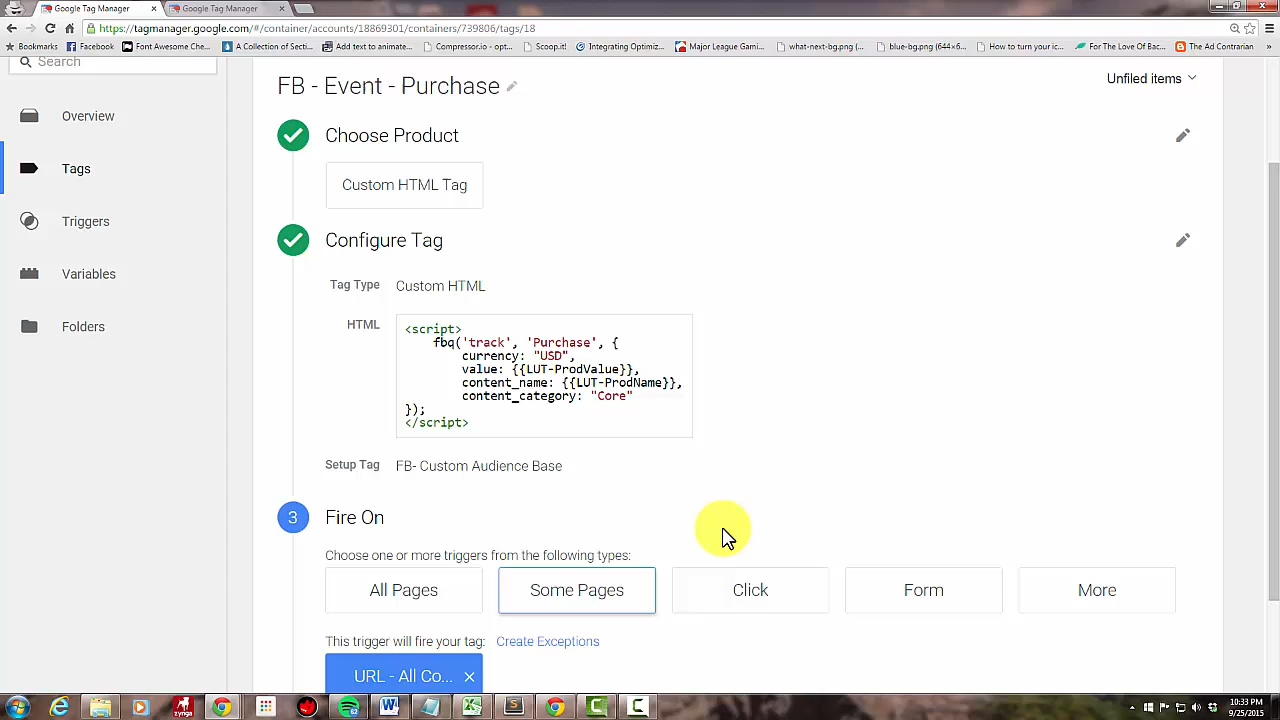 Google Tag Manager × Google Tag Manager ×
https://tagmanager.google.com/#/container/accounts/18869301/containers/739806/tags/18
Bookmarks Facebook Font Awesome Che... A Collection of Secti... Add text to animate... Compressor.io - opt... Scoop.it! Integrating Optimiz... Major League Gami... what-next-bg.png (... blue-bg.png (644×6... How to turn your ic... For The Love Of Bac... The Ad Contrarian »
Search
Overview
Tags
Triggers
Variables
Folders
FB - Event - Purchase
Unfiled items
Choose Product
Custom HTML Tag
Configure Tag
Tag Type Custom HTML
HTML
<script>
fbq('track', 'Purchase', {
currency: "USD",
value: {{LUT-ProdValue}},
content_name: {{LUT-ProdName}},
content_category: "Core"
});
</script>
Setup Tag FB- Custom Audience Base
3 Fire On
Choose one or more triggers from the following types:
All Pages Some Pages Click Form More
This trigger will fire your tag: Create Exceptions
URL - All Co... ×
10:33 PM
9/25/2015